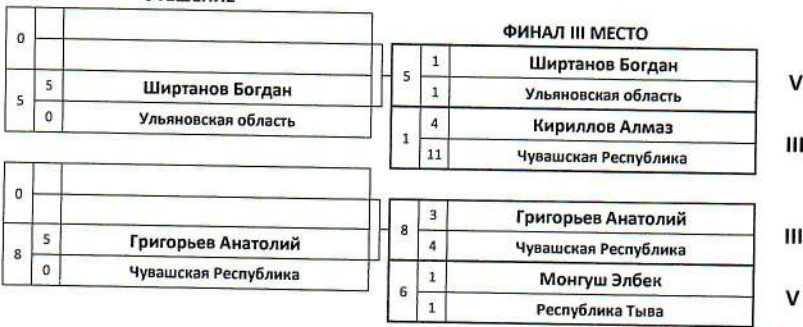 ФИНАЛ III МЕСТО
0
5 5 Ширтанов Богдан
0 Ульяновская область
5 1 Ширтанов Богдан V
1 Ульяновская область
1 4 Кириллов Алмаз III
11 Чувашская Республика
0
8 5 Григорьев Анатолий
0 Чувашская Республика
8 3 Григорьев Анатолий III
4 Чувашская Республика
6 1 Монгуш Элбек V
1 Республика Тыва